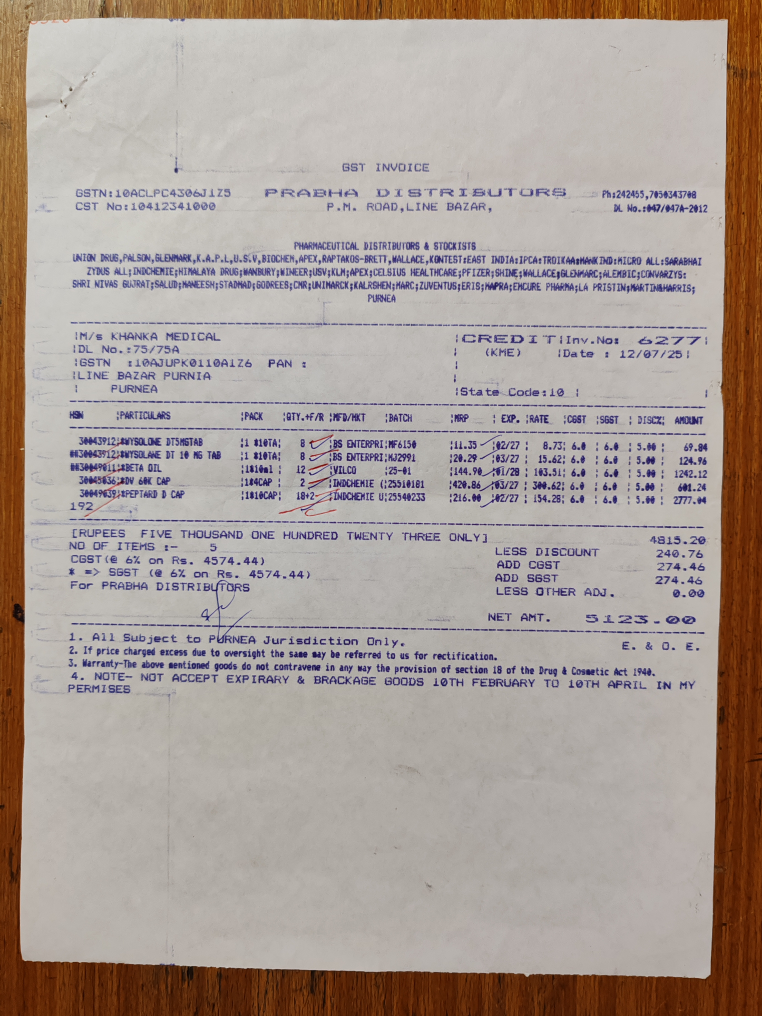 GST INVOICE
GSTN:10ACLPC4306J1Z5 PRABHA DISTRIBUTORS Ph:242455,7050343708
CST No:10412341000 P.M. ROAD,LINE BAZAR, DL No.:047/047A-2012
PHARMACEUTICAL DISTRIBUTORS & STOCKISTS
UNION DRUG,PALSON,GLENMARK,K.A.P.L,U.S.V,BIOCHEM,APEX,RAPTAKOS-BRETT,WALLACE,KONTEST:EAST INDIA:IPCA:TROIKAA:MANKIND:MICRO ALL:SARABHAI
ZYDUS ALL;INDCHEMIE;HIMALAYA DRUG;WANBURY;WINEER;USV;KLM;APEX;CELSIUS HEALTHCARE;PFIZER;SHINE;WALLACE;GLENMARC;ALEMBIC;CONVARZYS:
SHRI NIVAS GUJRAT;SALUD;MANEESH;STADMAD;GODREES;CMR;UNIMARCK;KALRSHEN;MARC;ZUVENTUS;ERIS;MAPRA;EMCURE PHARMA;LA PRISTIN;MARTIN&HARRIS;
PURNEA
|M/s KHANKA MEDICAL |CREDIT|Inv.No: 6277|
|DL No.:75/75A | (KME) |Date : 12/07/25|
|GSTN :10AJUPK0110A1Z6 PAN : |
|LINE BAZAR PURNIA |
| PURNEA |State Code:10 | |
HSN |PARTICULARS |PACK |QTY.+F/R |MFD/MKT |BATCH |MRP | EXP. |RATE |CGST |SGST | DISC%| AMOUNT
30043912|*WYSOLONE DT5MGTAB |1 *10TA| 8 |BS ENTERPRI|MF6150 |11.35 |02/27 | 8.73| 6.0 | 6.0 | 5.00 | 69.84
30043912|*WYSOLANE DT 10 MG TAB |1 *10TA| 8 |BS ENTERPRI|MJ2991 |20.29 |03/27 | 15.62| 6.0 | 6.0 | 5.00 | 124.96
|*BETA OIL |1*10ml | 12 |VILCO |25-01 |144.90 |01/28 | 103.51| 6.0 | 6.0 | 5.00 | 1242.12
|*DV 60K CAP |1*4CAP | 2 |INDCHEMIE (|25510101 |420.86 |03/27 | 300.62| 6.0 | 6.0 | 5.00 | 601.24
|*PEPTARD D CAP |1*10CAP | 18+2 |INDCHEMIE U|25540233 |216.00 |02/27 | 154.28| 6.0 | 6.0 | 5.00 | 2777.04
192
[RUPEES FIVE THOUSAND ONE HUNDRED TWENTY THREE ONLY] 4815.20
NO OF ITEMS :- 5 LESS DISCOUNT 240.76
CGST(@ 6% on Rs. 4574.44) ADD CGST 274.46
* => SGST (@ 6% on Rs. 4574.44) ADD SGST 274.46
For PRABHA DISTRIBUTORS LESS OTHER ADJ. 0.00
NET AMT. 5123.00
1. All Subject to PURNEA Jurisdiction Only. E. & O. E.
2. If price charged excess due to oversight the same may be referred to us for rectification.
3. Warranty-The above mentioned goods do not contravene in any way the provision of section 18 of the Drug & Cosmetic Act 1940.
4. NOTE- NOT ACCEPT EXPIRARY & BRACKAGE GOODS 10TH FEBRUARY TO 10TH APRIL IN MY
PERMISES